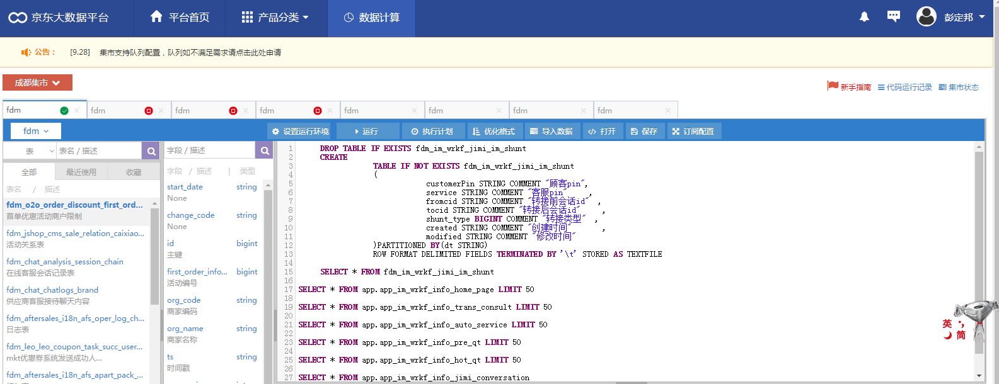 京东大数据平台 平台首页 产品分类 数据计算 彭定邦
公告： [9.28] 集市支持队列配置，队列如不满足需求请点击此处申请
成都集市
新手指南 代码运行记录 集市状态
fdm fdm fdm fdm fdm fdm fdm fdm
fdm 设置运行环境 运行 执行计划 优化格式 导入数据 打开 保存 订阅配置
表 表名 / 描述
全部 最近使用 收藏
表名 / 描述
fdm_o2o_order_discount_first_ord...
首单优惠活动商户限制
fdm_jshop_cms_sale_relation_caixiao...
活动关系表
fdm_chat_analysis_session_chain
在线客服会话记录表
fdm_chat_chatlogs_brand
供应商客服接待聊天内容
fdm_aftersales_i18n_afs_oper_log_ch...
日志表
fdm_leo_leo_coupon_task_succ_user...
mkt优惠券系统发送成功人...
fdm_aftersales_i18n_afs_apart_pack_...
字段 / 描述
字段 / 描述 | 类型
start_date string
None
change_code string
None
id bigint
主键
first_order_info... bigint
活动编号
org_code string
商家编码
org_name string
商家名称
ts string
时间戳
1 DROP TABLE IF EXISTS fdm_im_wrkf_jimi_im_shunt
2 CREATE
3 TABLE IF NOT EXISTS fdm_im_wrkf_jimi_im_shunt
4 (
5 customerPin STRING COMMENT "顾客pin",
6 service STRING COMMENT "客服pin" ,
7 fromcid STRING COMMENT "转接前会话id" ,
8 tocid STRING COMMENT "转接后会话id" ,
9 shunt_type BIGINT COMMENT "转接类型" ,
10 created STRING COMMENT "创建时间" ,
11 modified STRING COMMENT "修改时间"
12 )PARTITIONED BY(dt STRING)
13 ROW FORMAT DELIMITED FIELDS TERMINATED BY '\t' STORED AS TEXTFILE
14
15 SELECT * FROM fdm_im_wrkf_jimi_im_shunt
16
17 SELECT * FROM app.app_im_wrkf_info_home_page LIMIT 50
18
19 SELECT * FROM app.app_im_wrkf_info_trans_consult LIMIT 50
20
21 SELECT * FROM app.app_im_wrkf_info_auto_service LIMIT 50
22
23 SELECT * FROM app.app_im_wrkf_info_pre_qt LIMIT 50
24
25 SELECT * FROM app.app_im_wrkf_info_hot_qt LIMIT 50
26
27 SELECT * FROM app.app_im_wrkf_info_jimi_conversation
英 ，
简